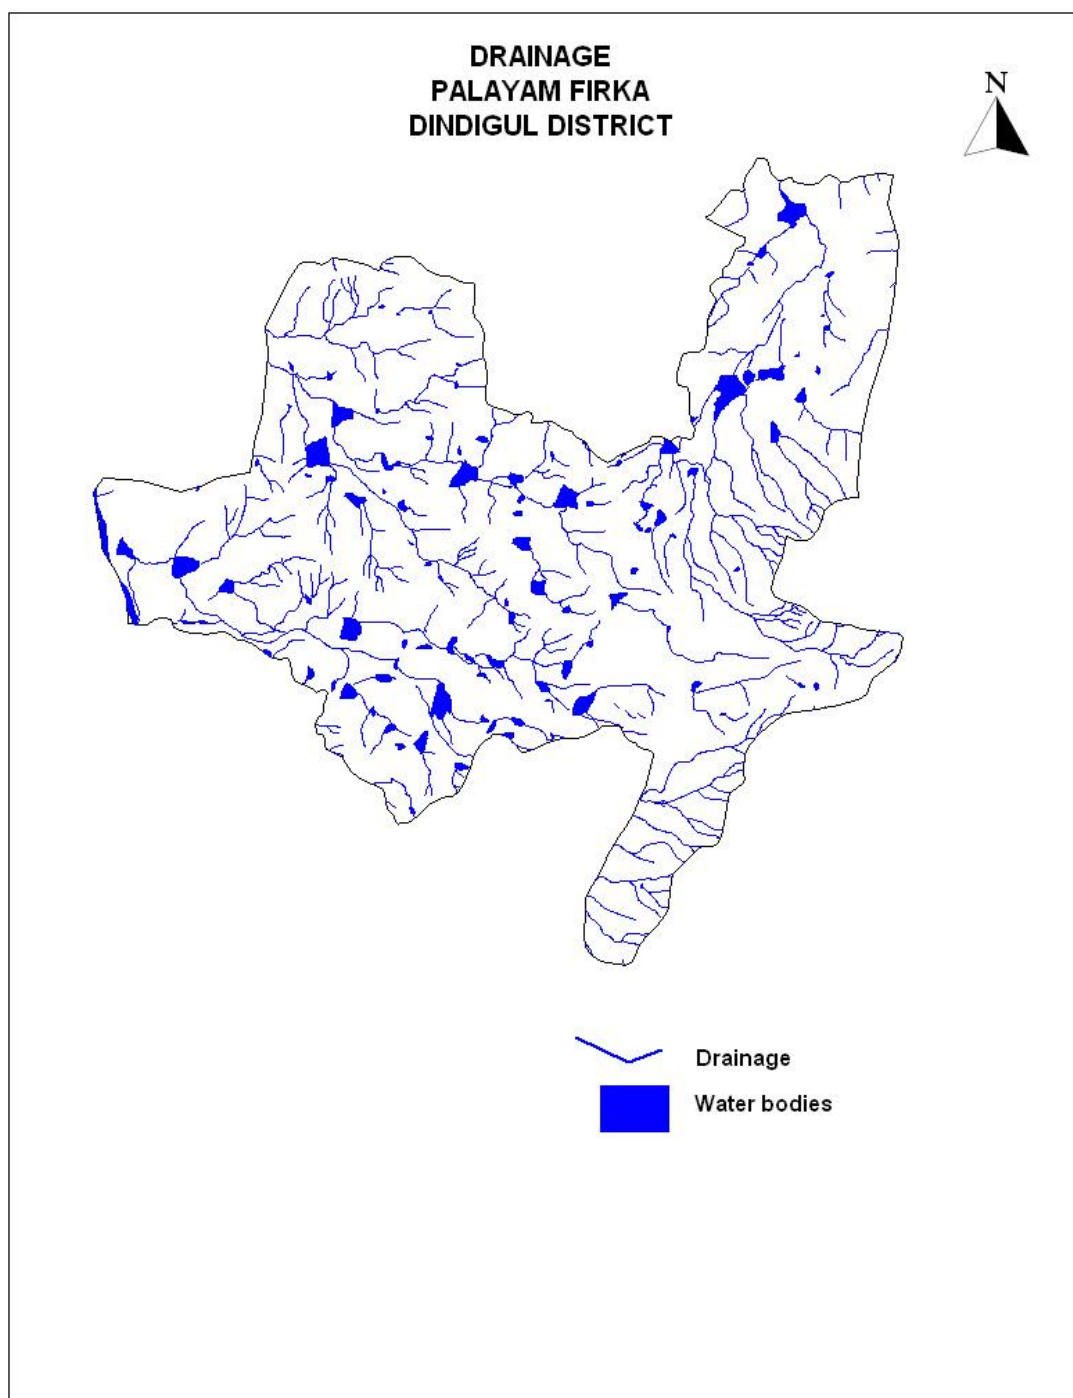 DRAINAGE
PALAYAM FIRKA
DINDIGUL DISTRICT
N
Drainage
Water bodies